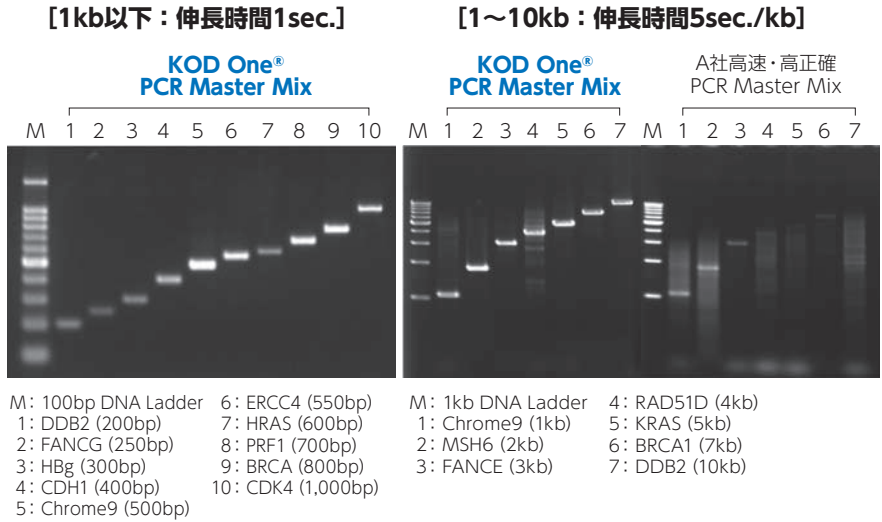 [1kb以下：伸長時間1sec.]
KOD One®
PCR Master Mix
M 1 2 3 4 5 6 7 8 9 10
M: 100bp DNA Ladder
1: DDB2 (200bp)
2: FANCG (250bp)
3: HBg (300bp)
4: CDH1 (400bp)
5: Chrome9 (500bp)
6: ERCC4 (550bp)
7: HRAS (600bp)
8: PRF1 (700bp)
9: BRCA (800bp)
10: CDK4 (1,000bp)
[1～10kb：伸長時間5sec./kb]
KOD One®
PCR Master Mix
A社高速・高正確
PCR Master Mix
M 1 2 3 4 5 6 7 M 1 2 3 4 5 6 7
M: 1kb DNA Ladder
1: Chrome9 (1kb)
2: MSH6 (2kb)
3: FANCE (3kb)
4: RAD51D (4kb)
5: KRAS (5kb)
6: BRCA1 (7kb)
7: DDB2 (10kb)